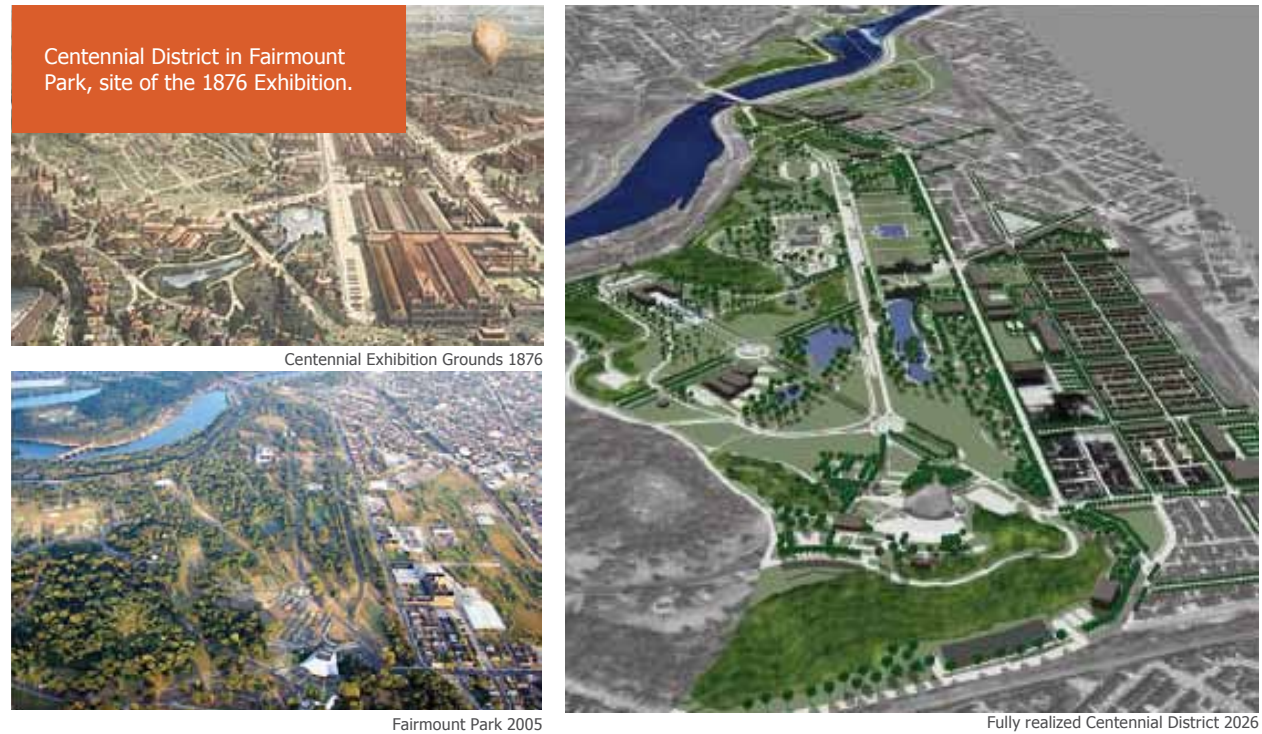 Centennial District in Fairmount
Park, site of the 1876 Exhibition.
Centennial Exhibition Grounds 1876
Fairmount Park 2005
Fully realized Centennial District 2026